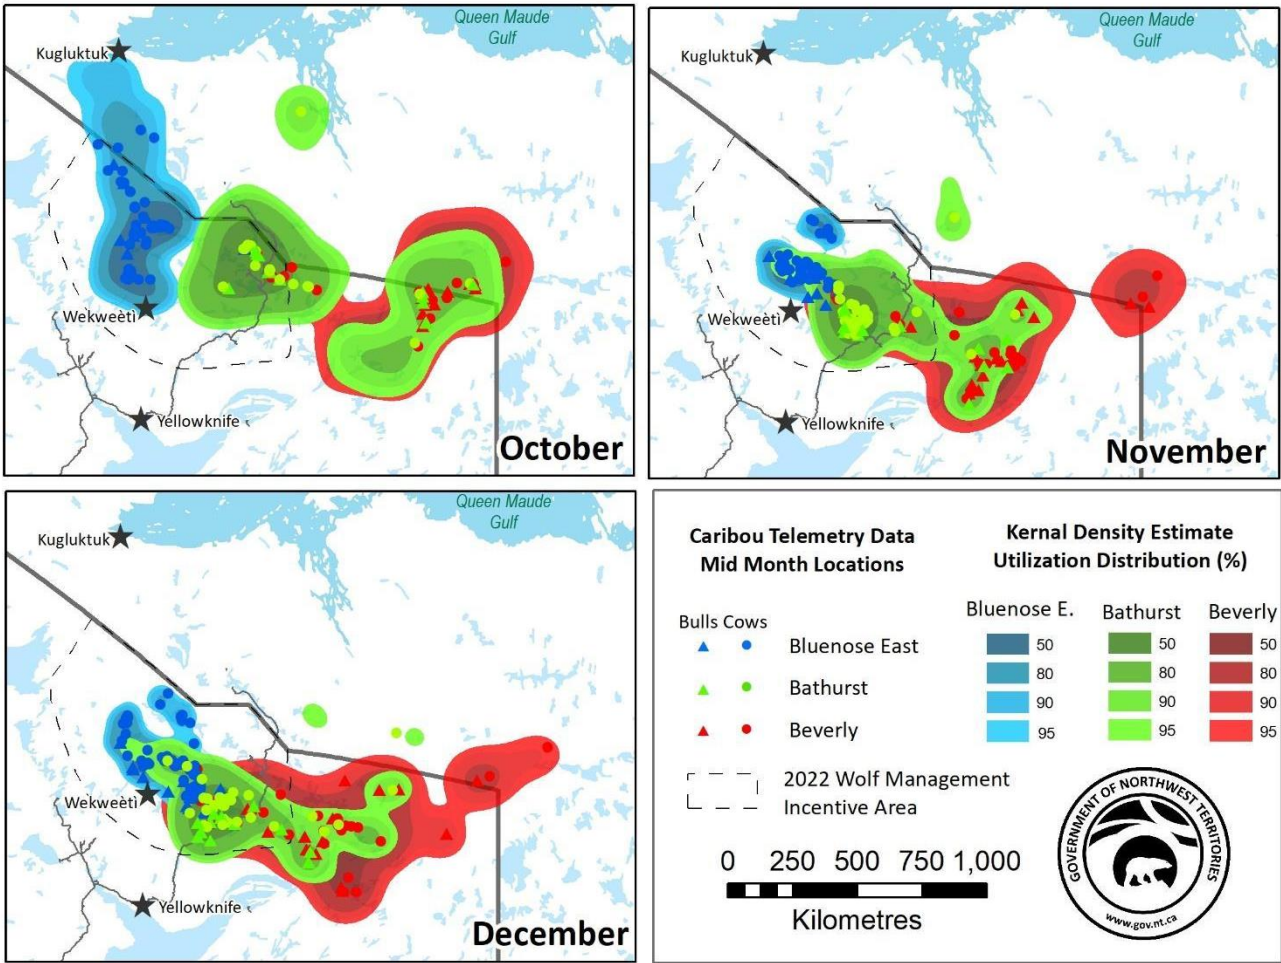 Queen Maude
Gulf
Kugluktuk
Wekweètì
Yellowknife
October
Queen Maude
Gulf
Kugluktuk
Wekweètì
Yellowknife
November
Queen Maude
Gulf
Kugluktuk
Wekweètì
Yellowknife
December
Caribou Telemetry Data
Mid Month Locations
Bulls Cows
Bluenose East
Bathurst
Beverly
2022 Wolf Management
Incentive Area
0 250 500 750 1,000
Kilometres
Kernal Density Estimate
Utilization Distribution (%)
Bluenose E. Bathurst Beverly
50 50 50
80 80 80
90 90 90
95 95 95
GOVERNMENT OF NORTHWEST TERRITORIES
www.gov.nt.ca